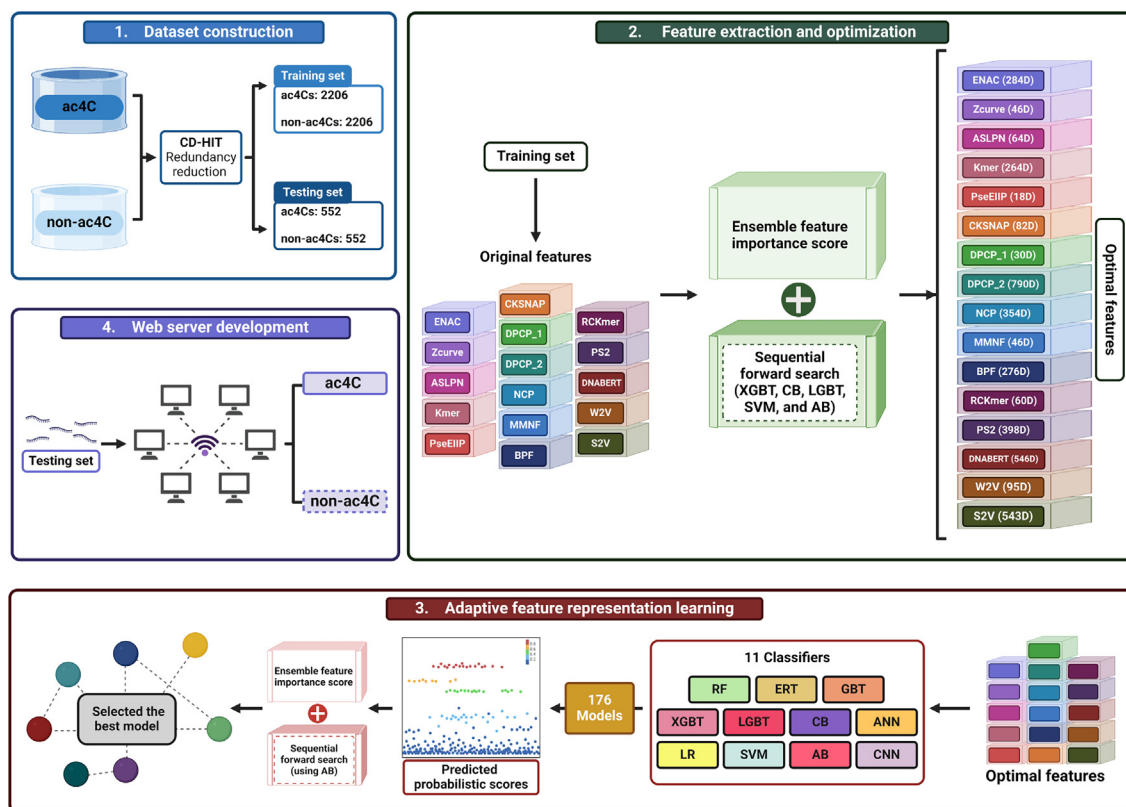 1. Dataset construction
ac4C
non-ac4C
CD-HIT
Redundancy
reduction
Training set
ac4Cs: 2206
non-ac4Cs: 2206
Testing set
ac4Cs: 552
non-ac4Cs: 552
2. Feature extraction and optimization
Training set
Original features
ENAC
Zcurve
ASLPN
Kmer
PseEIIP
CKSNAP
DPCP_1
DPCP_2
NCP
MMNF
BPF
RCKmer
PS2
DNABERT
W2V
S2V
Ensemble feature
importance score
Sequential
forward search
(XGBT, CB, LGBT,
SVM, and AB)
ENAC (284D)
Zcurve (46D)
ASLPN (64D)
Kmer (264D)
PseEIIP (18D)
CKSNAP (82D)
DPCP_1 (30D)
DPCP_2 (790D)
NCP (354D)
MMNF (46D)
BPF (276D)
RCKmer (60D)
PS2 (398D)
DNABERT (546D)
W2V (95D)
S2V (543D)
Optimal features
4. Web server development
Testing set
ac4C
non-ac4C
3. Adaptive feature representation learning
Selected the
best model
Ensemble feature
importance score
Sequential
forward search
(using AB)
Predicted
probabilistic scores
176
Models
11 Classifiers
RF
ERT
GBT
XGBT
LGBT
CB
ANN
LR
SVM
AB
CNN
Optimal features